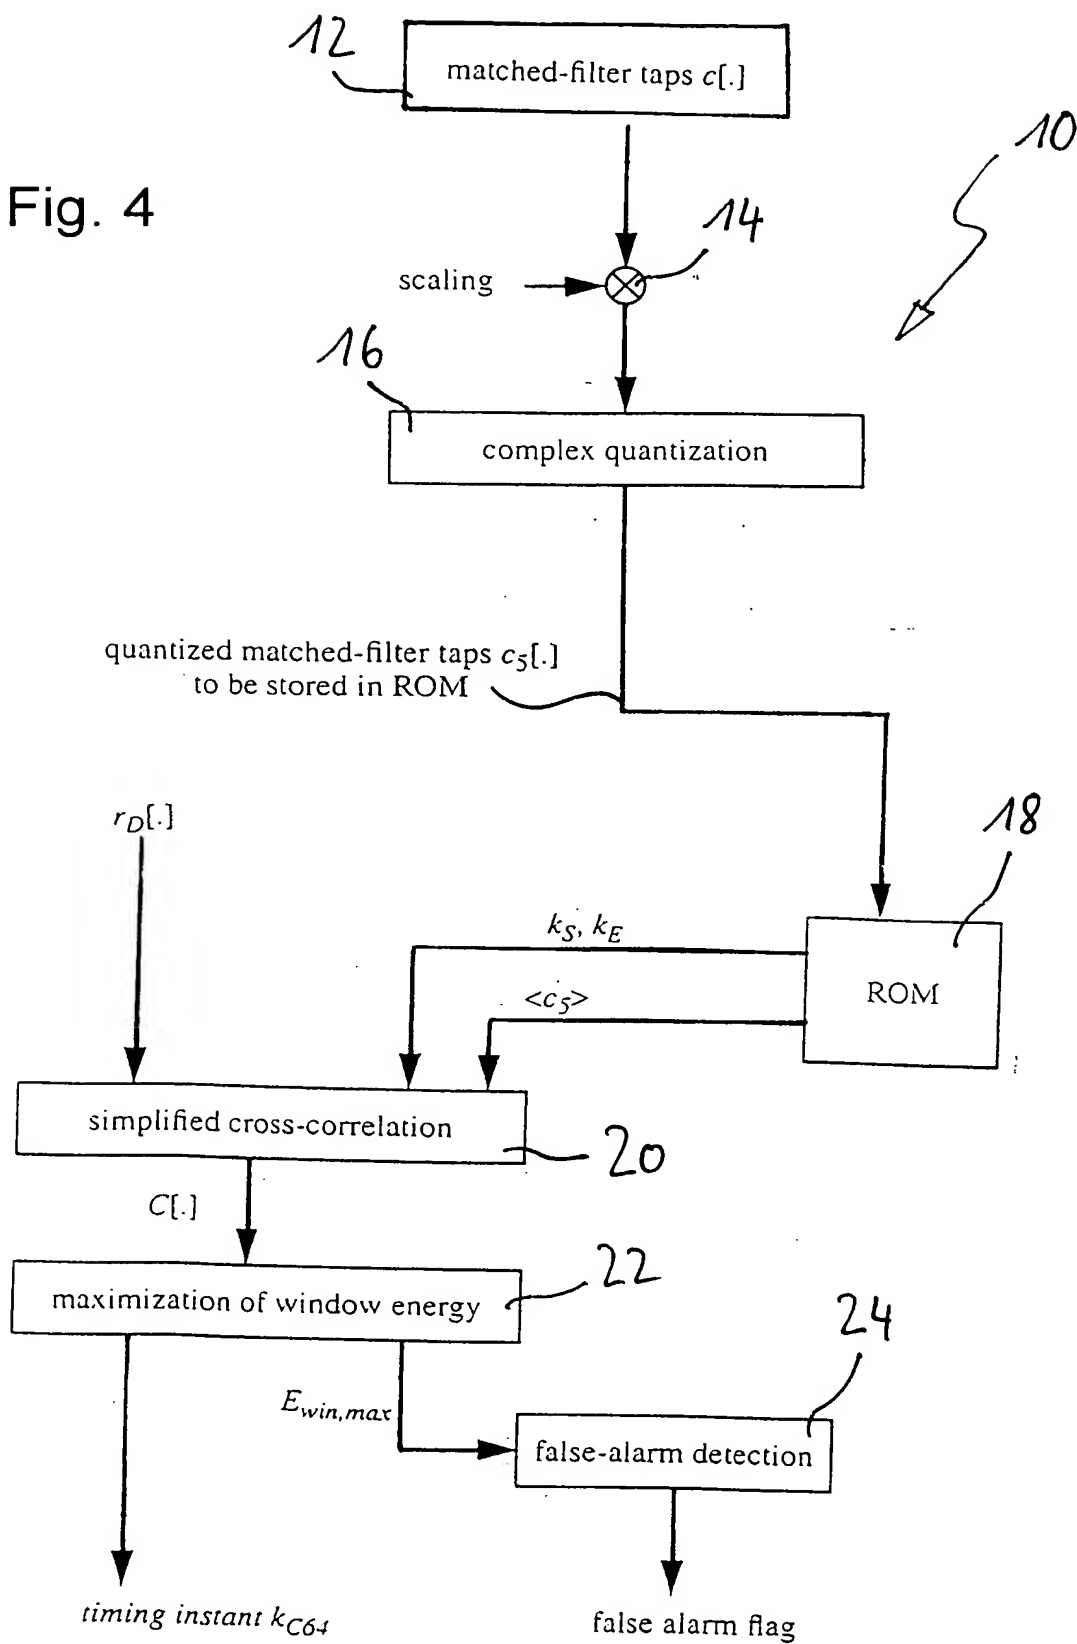 12
matched-filter taps c[.]
10
Fig. 4
14
scaling
16
complex quantization
quantized matched-filter taps c5[.]
to be stored in ROM
rD[.]
18
kS, kE
ROM
<c5>
simplified cross-correlation
20
C[.]
22
maximization of window energy
24
Ewin,max
false-alarm detection
timing instant kC64
false alarm flag